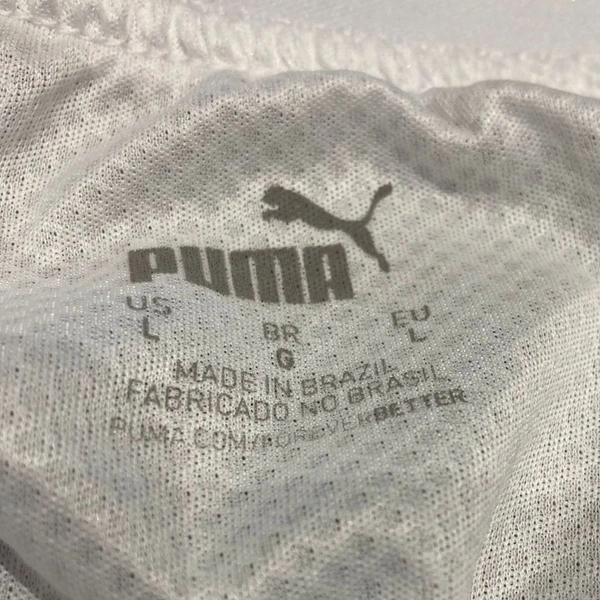 PUMA
US BR EU
L G L
MADE IN BRAZIL
FABRICADO NO BRASIL
PUMA.COM/FOREVERBETTER